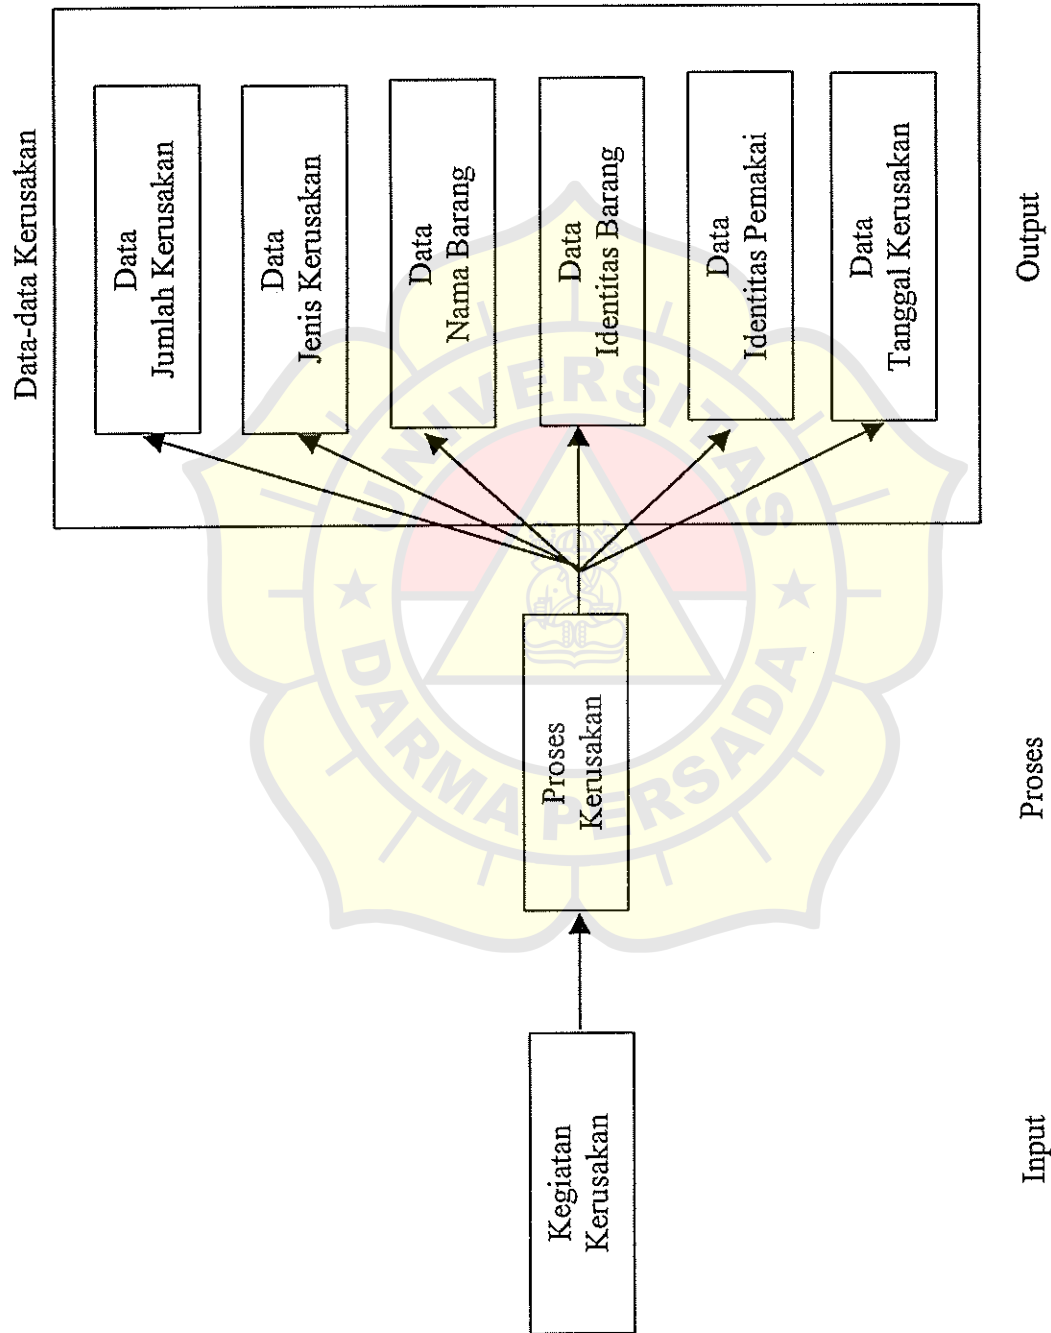 Data-data Kerusakan
Data
Jumlah Kerusakan
Data
Jenis Kerusakan
Data
Nama Barang
Data
Identitas Barang
Data
Identitas Pemakai
Data
Tanggal Kerusakan
Proses
Kerusakan
Kegiatan
Kerusakan
Input
Proses
Output
UNIVERSITAS
DARMA PERSADA